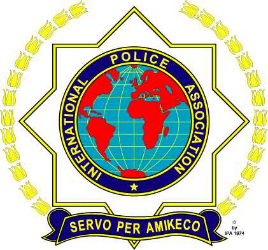 INTERNATIONAL POLICE ASSOCIATION
SERVO PER AMIKECO
©
by
IPA 1974